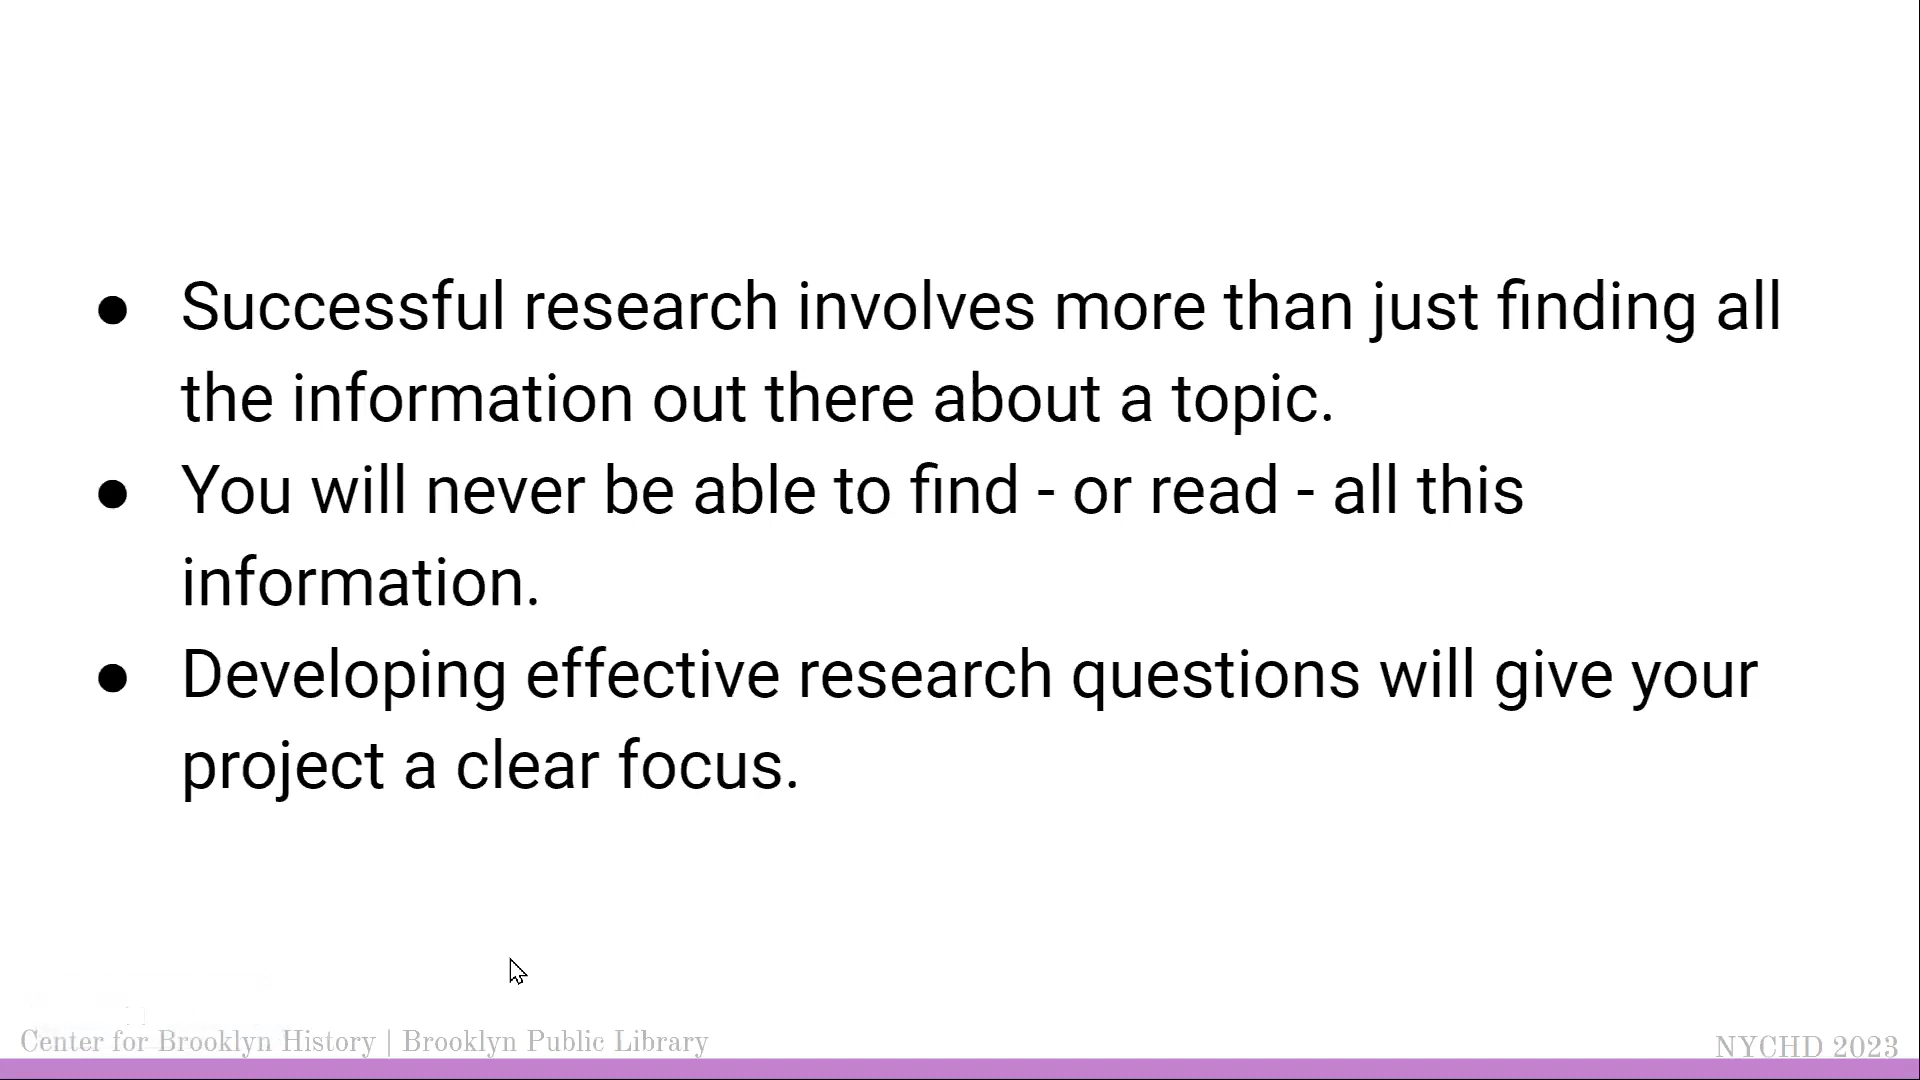 ● Successful research involves more than just finding all
the information out there about a topic.
● You will never be able to find - or read - all this
information.
● Developing effective research questions will give your
project a clear focus.
Center for Brooklyn History | Brooklyn Public Library
NYCHD 2023